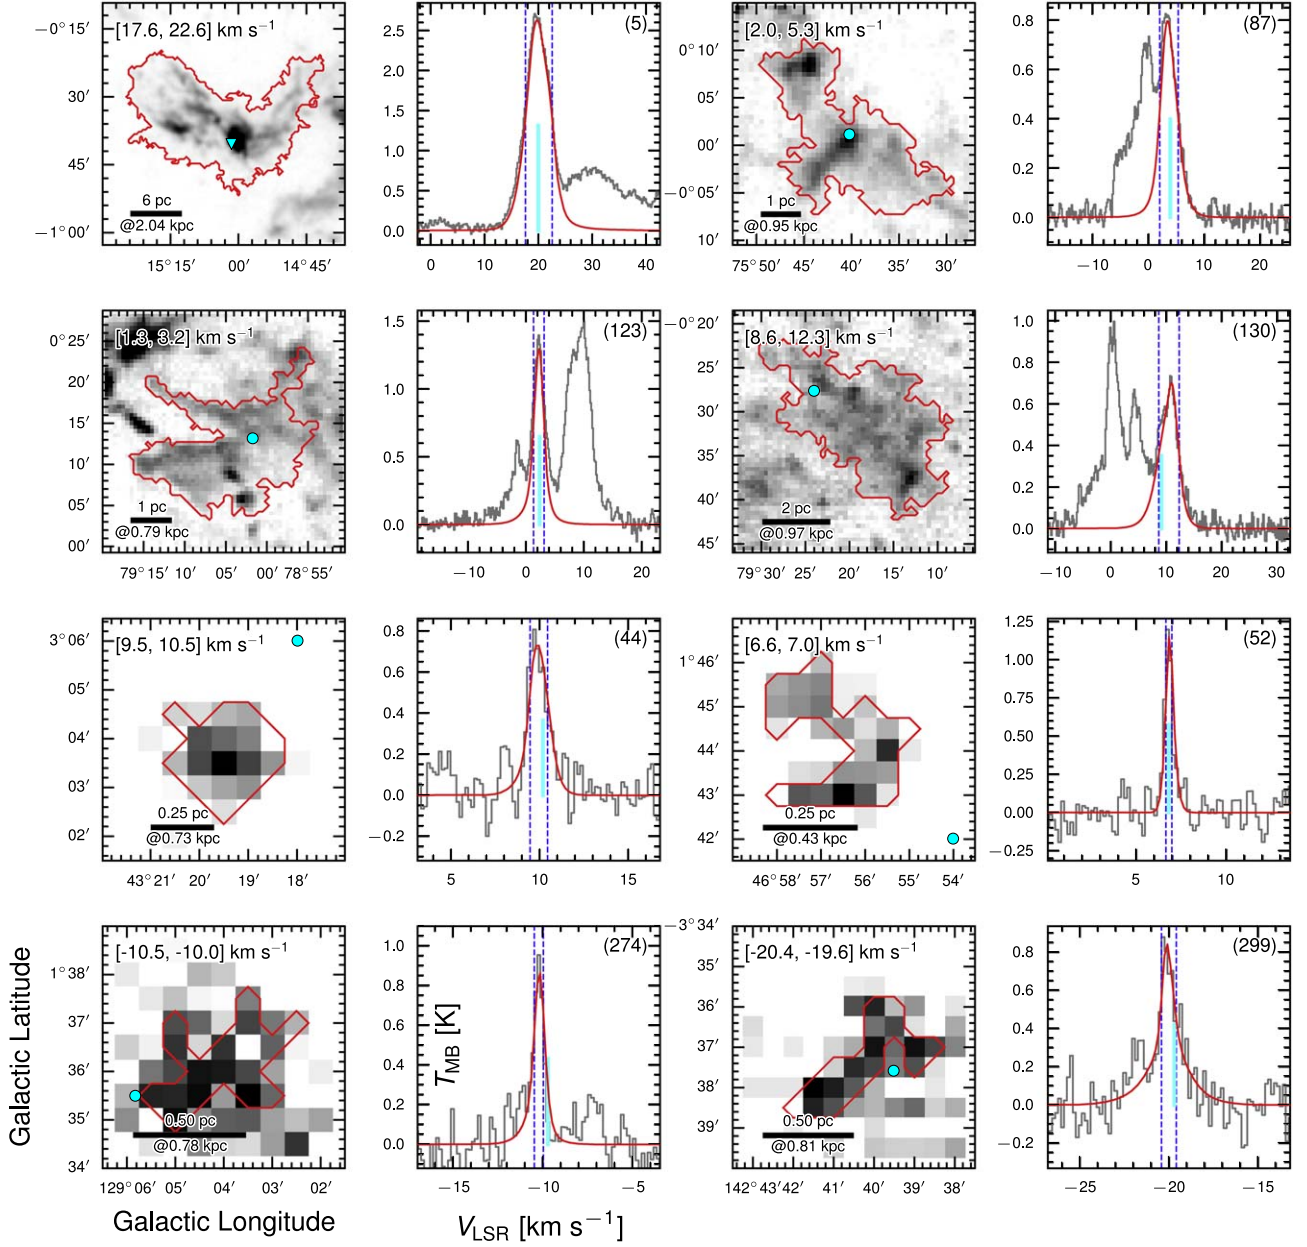 [17.6, 22.6] km s⁻¹
−0°15′
30′
45′
−1°00′
6 pc
@2.04 kpc
15°15′ 00′ 14°45′
(5)
2.5
2.0
1.5
1.0
0.5
0.0
0 10 20 30 40
[2.0, 5.3] km s⁻¹
0°10′
05′
00′
−0°05′
10′
1 pc
@0.95 kpc
75°50′ 45′ 40′ 35′ 30′
(87)
0.8
0.6
0.4
0.2
0.0
−10 0 10 20
[1.3, 3.2] km s⁻¹
0°25′
20′
15′
10′
05′
00′
1 pc
@0.79 kpc
79°15′ 10′ 05′ 00′ 78°55′
(123)
1.5
1.0
0.5
0.0
−10 0 10 20
[8.6, 12.3] km s⁻¹
−0°20′
25′
30′
35′
40′
45′
2 pc
@0.97 kpc
79°30′ 25′ 20′ 15′ 10′
(130)
1.0
0.8
0.6
0.4
0.2
0.0
−10 0 10 20 30
[9.5, 10.5] km s⁻¹
3°06′
05′
04′
03′
02′
0.25 pc
@0.73 kpc
43°21′ 20′ 19′ 18′
(44)
0.8
0.6
0.4
0.2
0.0
−0.2
5 10 15
[6.6, 7.0] km s⁻¹
1°46′
45′
44′
43′
42′
0.25 pc
@0.43 kpc
46°58′ 57′ 56′ 55′ 54′
(52)
1.25
1.00
0.75
0.50
0.25
0.00
−0.25
5 10
[-10.5, -10.0] km s⁻¹
1°38′
37′
36′
35′
34′
0.50 pc
@0.78 kpc
129°06′ 05′ 04′ 03′ 02′
(274)
1.0
0.8
0.6
0.4
0.2
0.0
−15 −10 −5
T_MB [K]
[-20.4, -19.6] km s⁻¹
−3°34′
35′
36′
37′
38′
39′
0.50 pc
@0.81 kpc
142°43′ 42′ 41′ 40′ 39′ 38′
(299)
0.8
0.6
0.4
0.2
0.0
−0.2
−25 −20 −15
Galactic Latitude
Galactic Longitude
V_LSR [km s⁻¹]